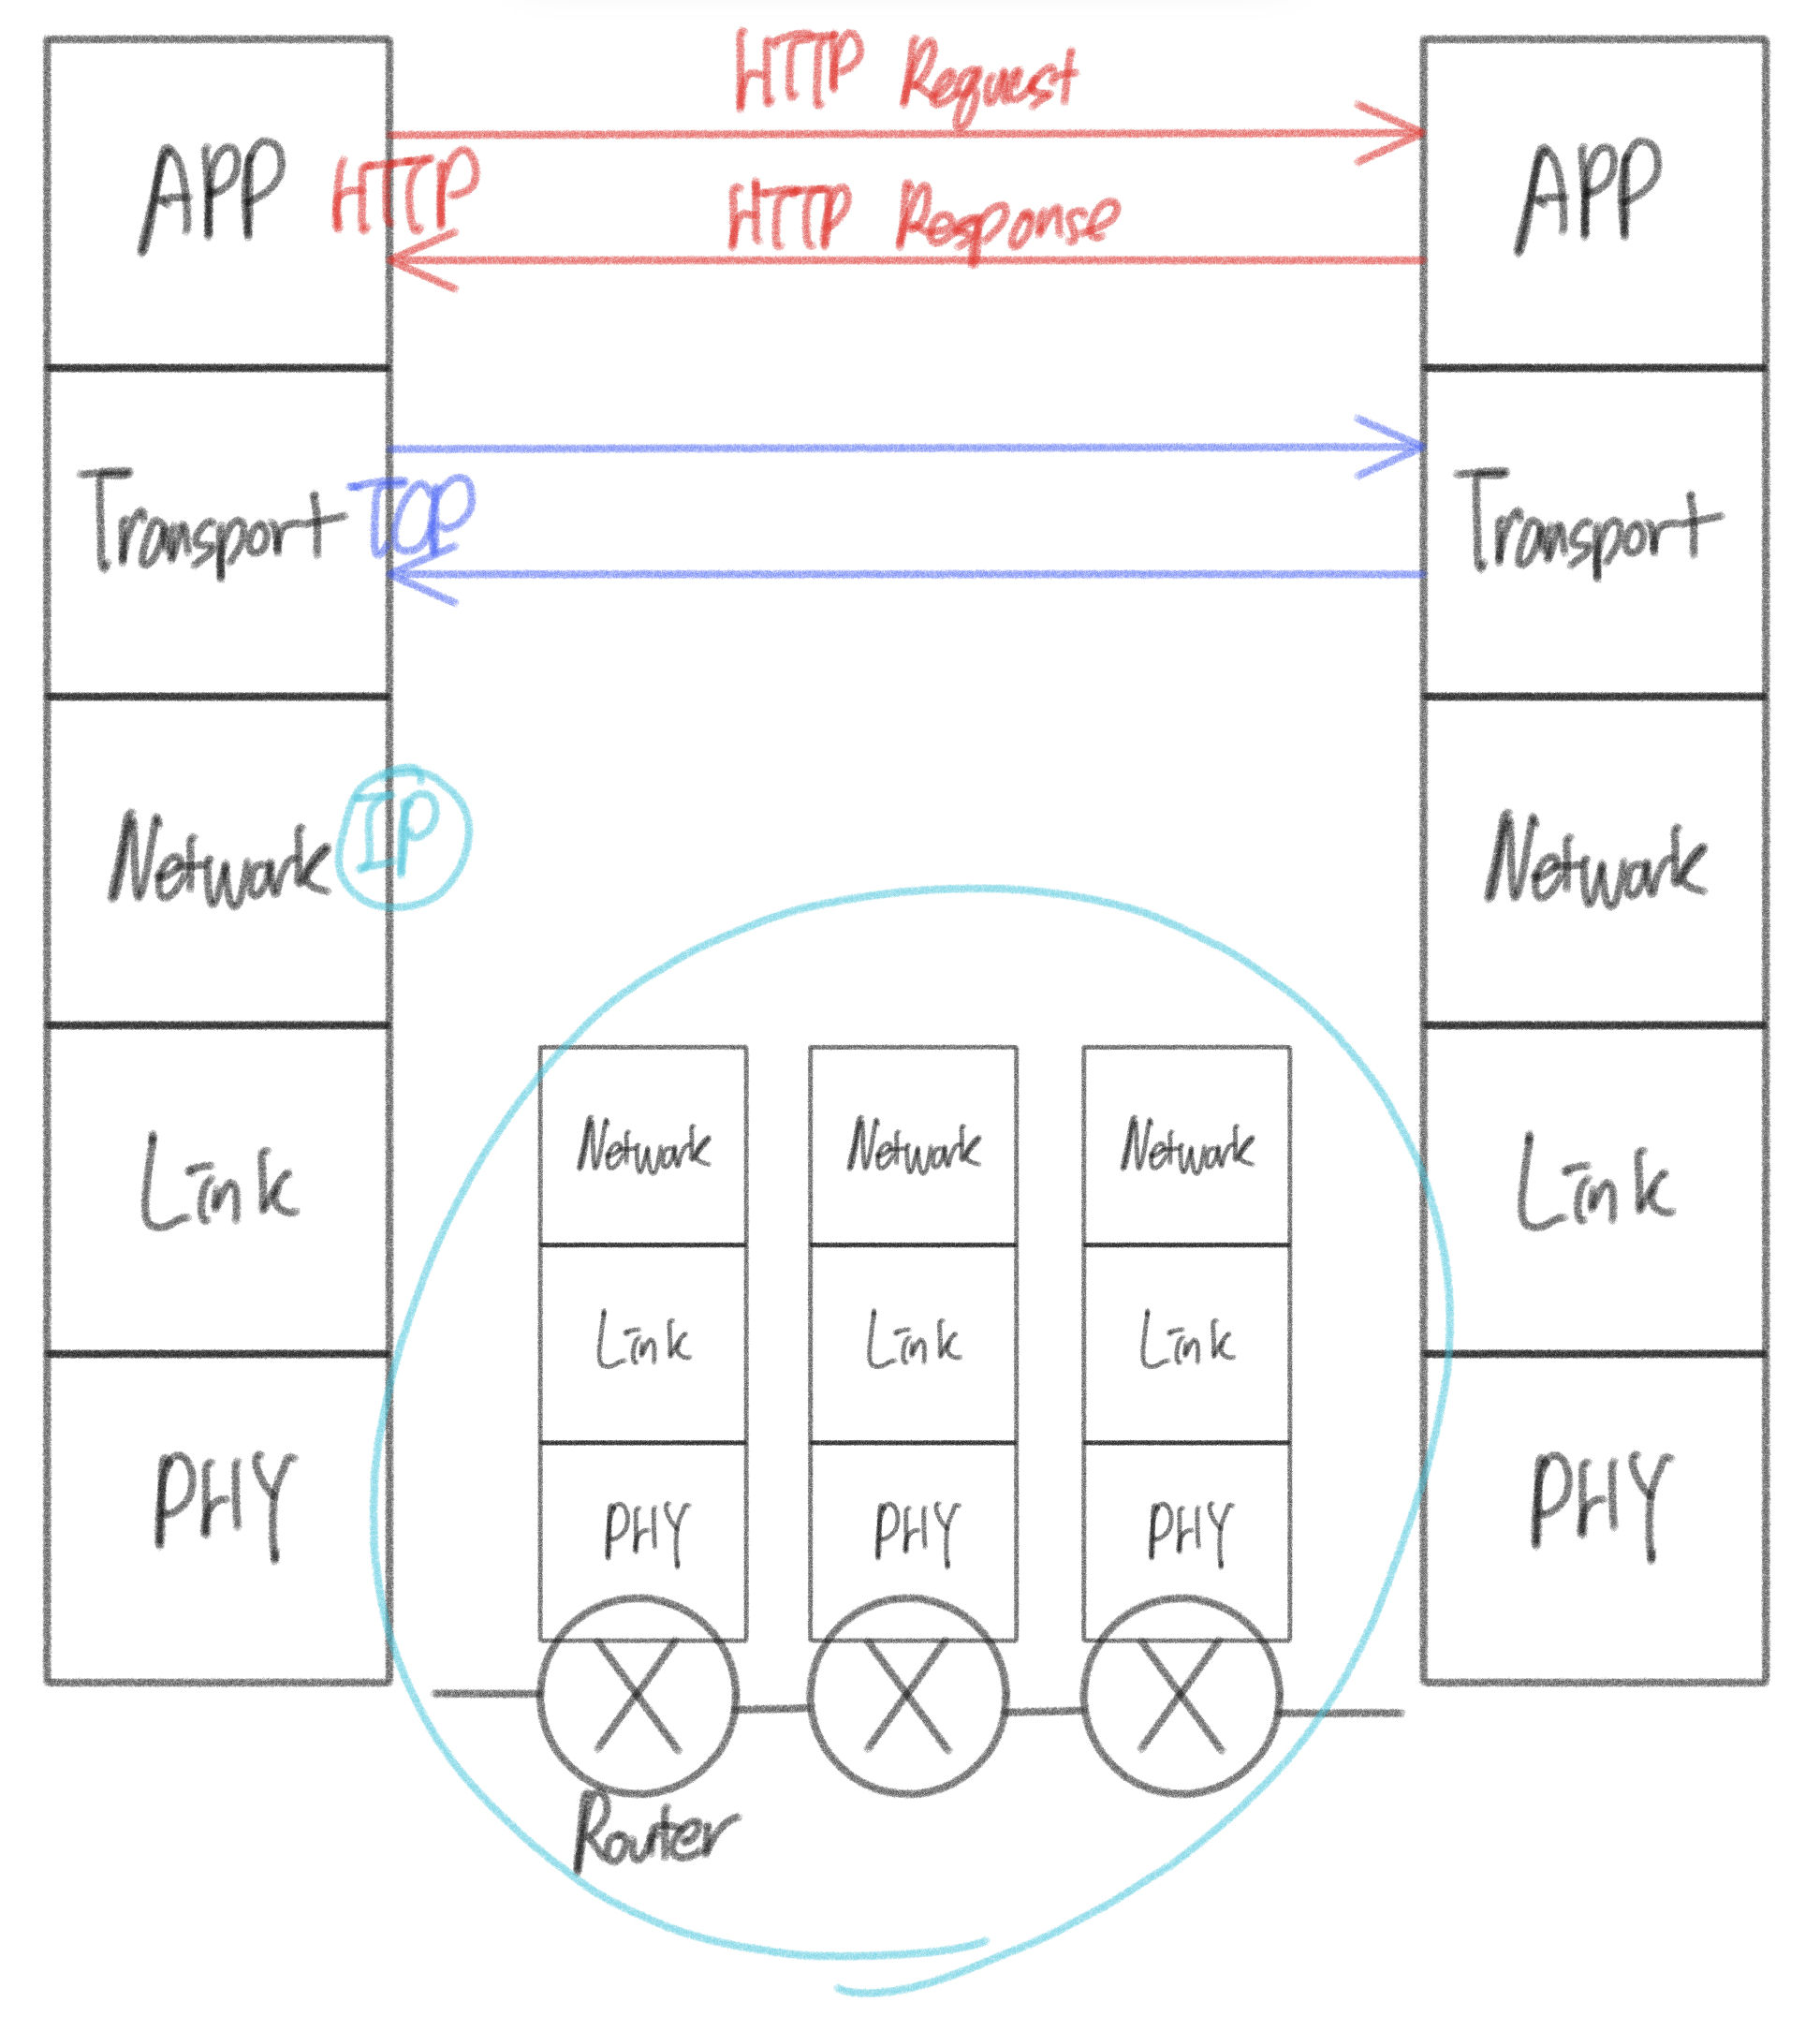 HTTP Request
APP
HTTP
HTTP Response
APP
Transport
TCP
Transport
Network
IP
Network
Link
Network
Network
Network
Link
Link
Link
Link
PHY
PHY
PHY
PHY
PHY
Router